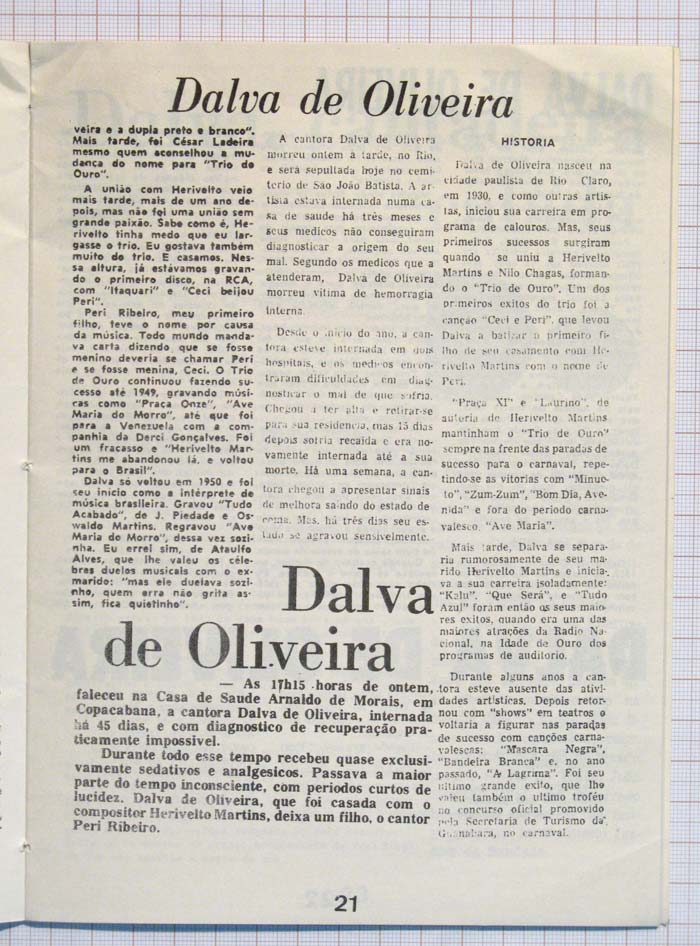 Dalva de Oliveira
veira e a dupla preto e branco".
Mais tarde, foi César Ladeira
mesmo quem aconselhou a mu-
dança do nome para "Trio de
Ouro".
A união com Herivelto veio
mais tarde, mais de um ano de-
pois, mas não foi uma união sem
grande paixão. Sabe como é, He-
rivelto tinha medo que eu lar-
gasse o trio. Eu gostava também
muito do trio. E casamos. Nes-
sa altura, já estávamos gravan-
do o primeiro disco, na RCA,
com "Itaquari" e "Ceci beijou
Peri".
Peri Ribeiro, meu primeiro
filho, teve o nome por causa
da música. Todo mundo manda-
va carta dizendo que se fosse
menino deveria se chamar Peri
e se fosse menina, Ceci. O Trio
de Ouro continuou fazendo su-
cesso até 1949, gravando músi-
cas como "Praça Onze", "Ave
Maria do Morro", até que foi
para a Venezuela com a com-
panhia da Derci Gonçalves. Foi
um fracasso e "Herivelto Mar-
tins me abandonou lá, e voltou
para o Brasil".
Dalva só voltou em 1950 e foi
seu início como a intérprete de
música brasileira. Gravou "Tudo
Acabado", de J. Piedade e Os-
waldo Martins. Regravou "Ave
Maria do Morro", dessa vez sozi-
nha. Eu errei sim, de Ataulfo
Alves, que lhe valeu os céle-
bres duelos musicais com o ex-
marido: "mas ele duelava sozi-
nho, quem erra não grita as-
sim, fica quietinho".
A cantora Dalva de Oliveira
morreu ontem à tarde, no Rio,
e será sepultada hoje no cemi-
terio de São João Batista. A ar-
tista estava internada numa ca-
sa de saude há três meses e
seus medicos não conseguiram
diagnosticar a origem do seu
mal. Segundo os medicos que a
atenderam, Dalva de Oliveira
morreu vitima de hemorragia
interna.
Desde o inicio do ano, a can-
tora esteve internada em dois
hospitais, e os medicos encon-
traram dificuldades em diag-
nosticar o mal de que sofria.
Chegou a ter alta e retirar-se
para sua residencia, mas 15 dias
depois sofria recaída e era no-
vamente internada até a sua
morte. Há uma semana, a can-
tora chegou a apresentar sinais
de melhora saindo do estado de
coma. Mas, há três dias seu es-
tado se agravou sensivelmente.
HISTORIA
Dalva de Oliveira nasceu na
cidade paulista de Rio Claro,
em 1930, e como outras artis-
tas, iniciou sua carreira em pro-
grama de calouros. Mas, seus
primeiros sucessos surgiram
quando se uniu a Herivelto
Martins e Nilo Chagas, forman-
do o "Trio de Ouro". Um dos
primeiros exitos do trio foi a
canção "Ceci e Peri", que levou
Dalva a batizar o primeiro fi-
lho de seu casamento com He-
rivelto Martins com o nome de
Peri.
"Praça XI" e "Laurino", de
autoria de Herivelto Martins
mantinham o "Trio de Ouro"
sempre na frente das paradas de
sucesso para o carnaval, repe-
tindo-se as vitorias com "Minue-
to", "Zum-Zum", "Bom Dia, Ave-
nida" e fora do periodo carna-
valesco, "Ave Maria".
Mais tarde, Dalva se separa-
ria rumorosamente de seu ma-
rido Herivelto Martins e inicia-
va a sua carreira isoladamente:
"Kalu", "Que Será", e "Tudo
Azul" foram então os seus maio-
res exitos, quando era uma das
maiores atrações da Radio Na-
cional, na Idade de Ouro dos
programas de auditorio.
Durante alguns anos a can-
tora esteve ausente das ativi-
dades artisticas. Depois retor-
nou com "shows" em teatros e
voltaria a figurar nas paradas
de sucesso com canções carna-
valescas: "Mascara Negra",
"Bandeira Branca" e, no ano
passado, "A Lagrima". Foi seu
ultimo grande exito, que lhe
valeu também o ultimo troféu
no concurso oficial promovido
pela Secretaria de Turismo da
Guanabara, no carnaval.
Dalva
de Oliveira
— As 17h15 horas de ontem,
faleceu na Casa de Saude Arnaldo de Morais, em
Copacabana, a cantora Dalva de Oliveira, internada
há 45 dias, e com diagnostico de recuperação pra-
ticamente impossivel.
Durante todo esse tempo recebeu quase exclusi-
vamente sedativos e analgesicos. Passava a maior
parte do tempo inconsciente, com periodos curtos de
lucidez. Dalva de Oliveira, que foi casada com o
compositor Herivelto Martins, deixa um filho, o cantor
Peri Ribeiro.
21